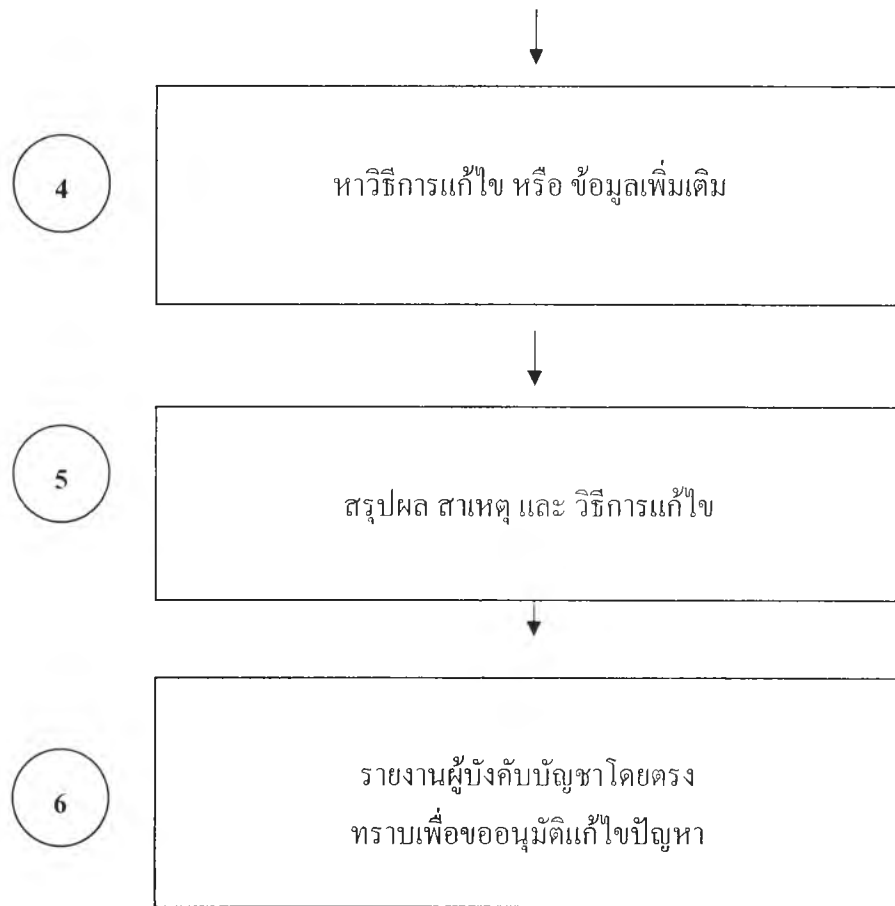 4
หาวิธีการแก้ไข หรือ ข้อมูลเพิ่มเติม
5
สรุปผล สาเหตุ และ วิธีการแก้ไข
6
รายงานผู้บังคับบัญชาโดยตรง
ทราบเพื่อขออนุมัติแก้ไขปัญหา